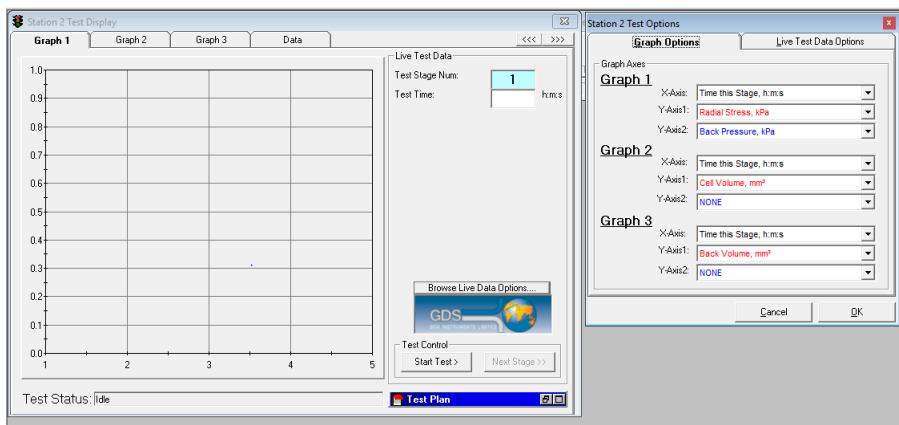 Station 2 Test Display
Graph 1 Graph 2 Graph 3 Data <<< >>>
1.0
0.9
0.8
0.7
0.6
0.5
0.4
0.3
0.2
0.1
0.0
1 2 3 4 5
Live Test Data
Test Stage Num: 1
Test Time: h:m:s
Browse Live Data Options....
GDS
Test Control
Start Test > Next Stage >>
Test Status: Idle
Test Plan
Station 2 Test Options
Graph Options Live Test Data Options
Graph Axes
Graph 1
X-Axis: Time this Stage, h:m:s
Y-Axis1: Radial Stress, kPa
Y-Axis2: Back Pressure, kPa
Graph 2
X-Axis: Time this Stage, h:m:s
Y-Axis1: Cell Volume, mm³
Y-Axis2: NONE
Graph 3
X-Axis: Time this Stage, h:m:s
Y-Axis1: Back Volume, mm³
Y-Axis2: NONE
Cancel OK